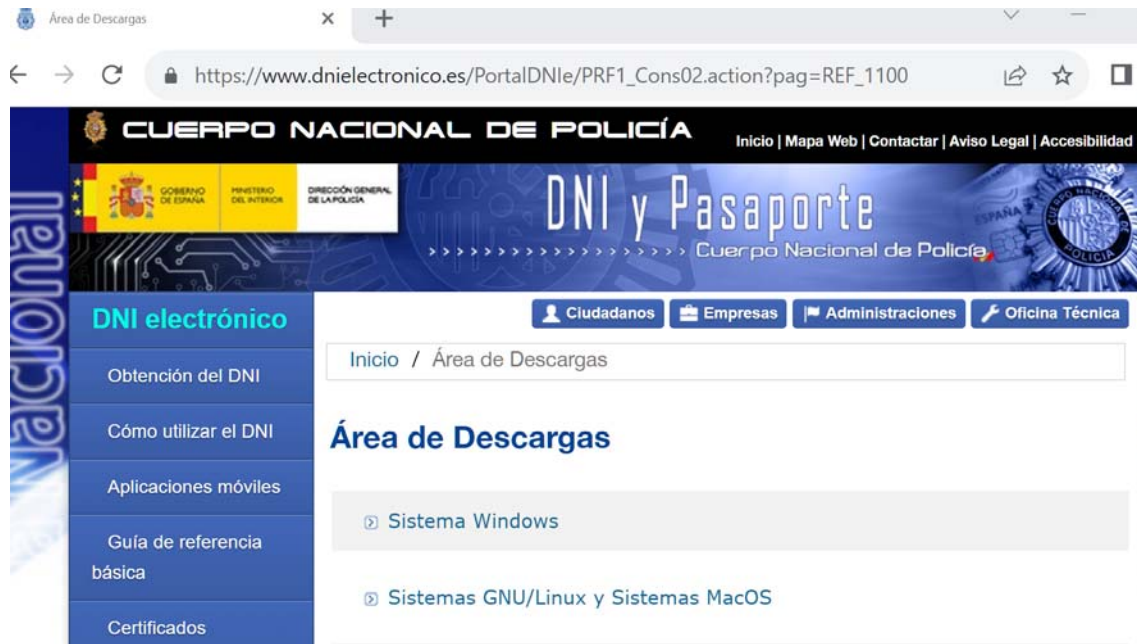 Área de Descargas
https://www.dnielectronico.es/PortalDNIe/PRF1_Cons02.action?pag=REF_1100
CUERPO NACIONAL DE POLICÍA
Inicio | Mapa Web | Contactar | Aviso Legal | Accesibilidad
GOBIERNO DE ESPAÑA
MINISTERIO DEL INTERIOR
DIRECCIÓN GENERAL DE LA POLICÍA
DNI y Pasaporte
Cuerpo Nacional de Policía
ESPAÑA
Nacional
DNI electrónico
Ciudadanos
Empresas
Administraciones
Oficina Técnica
Inicio / Área de Descargas
Obtención del DNI
Cómo utilizar el DNI
Aplicaciones móviles
Guía de referencia
básica
Certificados
Área de Descargas
Sistema Windows
Sistemas GNU/Linux y Sistemas MacOS